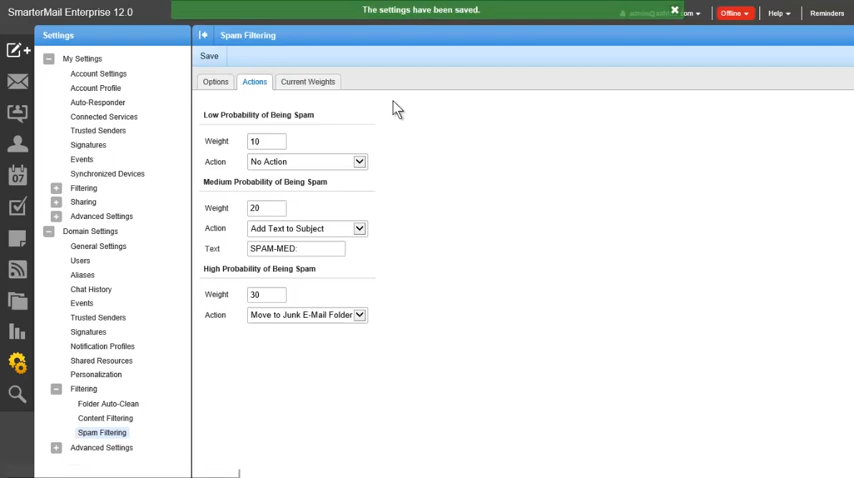 SmarterMail Enterprise 12.0
The settings have been saved.
om
Offline
Help
Reminders
Settings
Spam Filtering
Save
Options
Actions
Current Weights
My Settings
Account Settings
Account Profile
Auto-Responder
Connected Services
Trusted Senders
Signatures
Events
Synchronized Devices
Filtering
Sharing
Advanced Settings
Domain Settings
General Settings
Users
Aliases
Chat History
Events
Trusted Senders
Signatures
Notification Profiles
Shared Resources
Personalization
Filtering
Folder Auto-Clean
Content Filtering
Spam Filtering
Advanced Settings
07
Low Probability of Being Spam
Weight 10
Action No Action
Medium Probability of Being Spam
Weight 20
Action Add Text to Subject
Text SPAM-MED:
High Probability of Being Spam
Weight 30
Action Move to Junk E-Mail Folder